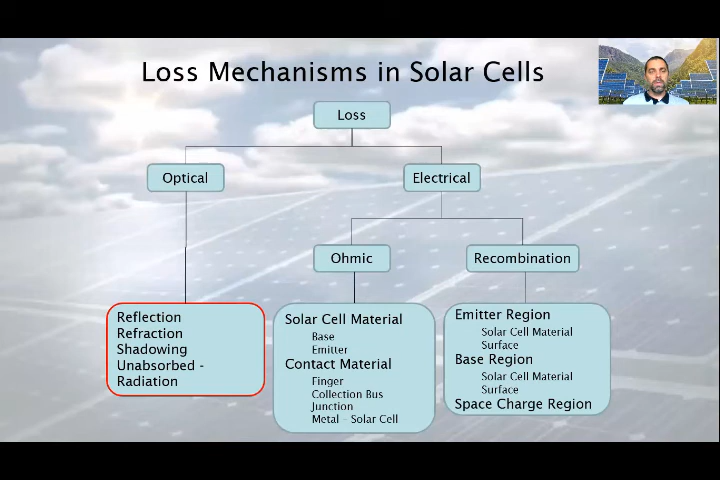 Loss Mechanisms in Solar Cells
Loss
Optical
Electrical
Ohmic
Recombination
Reflection
Refraction
Shadowing
Unabsorbed -
Radiation
Solar Cell Material
Base
Emitter
Contact Material
Finger
Collection Bus
Junction
Metal – Solar Cell
Emitter Region
Solar Cell Material
Surface
Base Region
Solar Cell Material
Surface
Space Charge Region